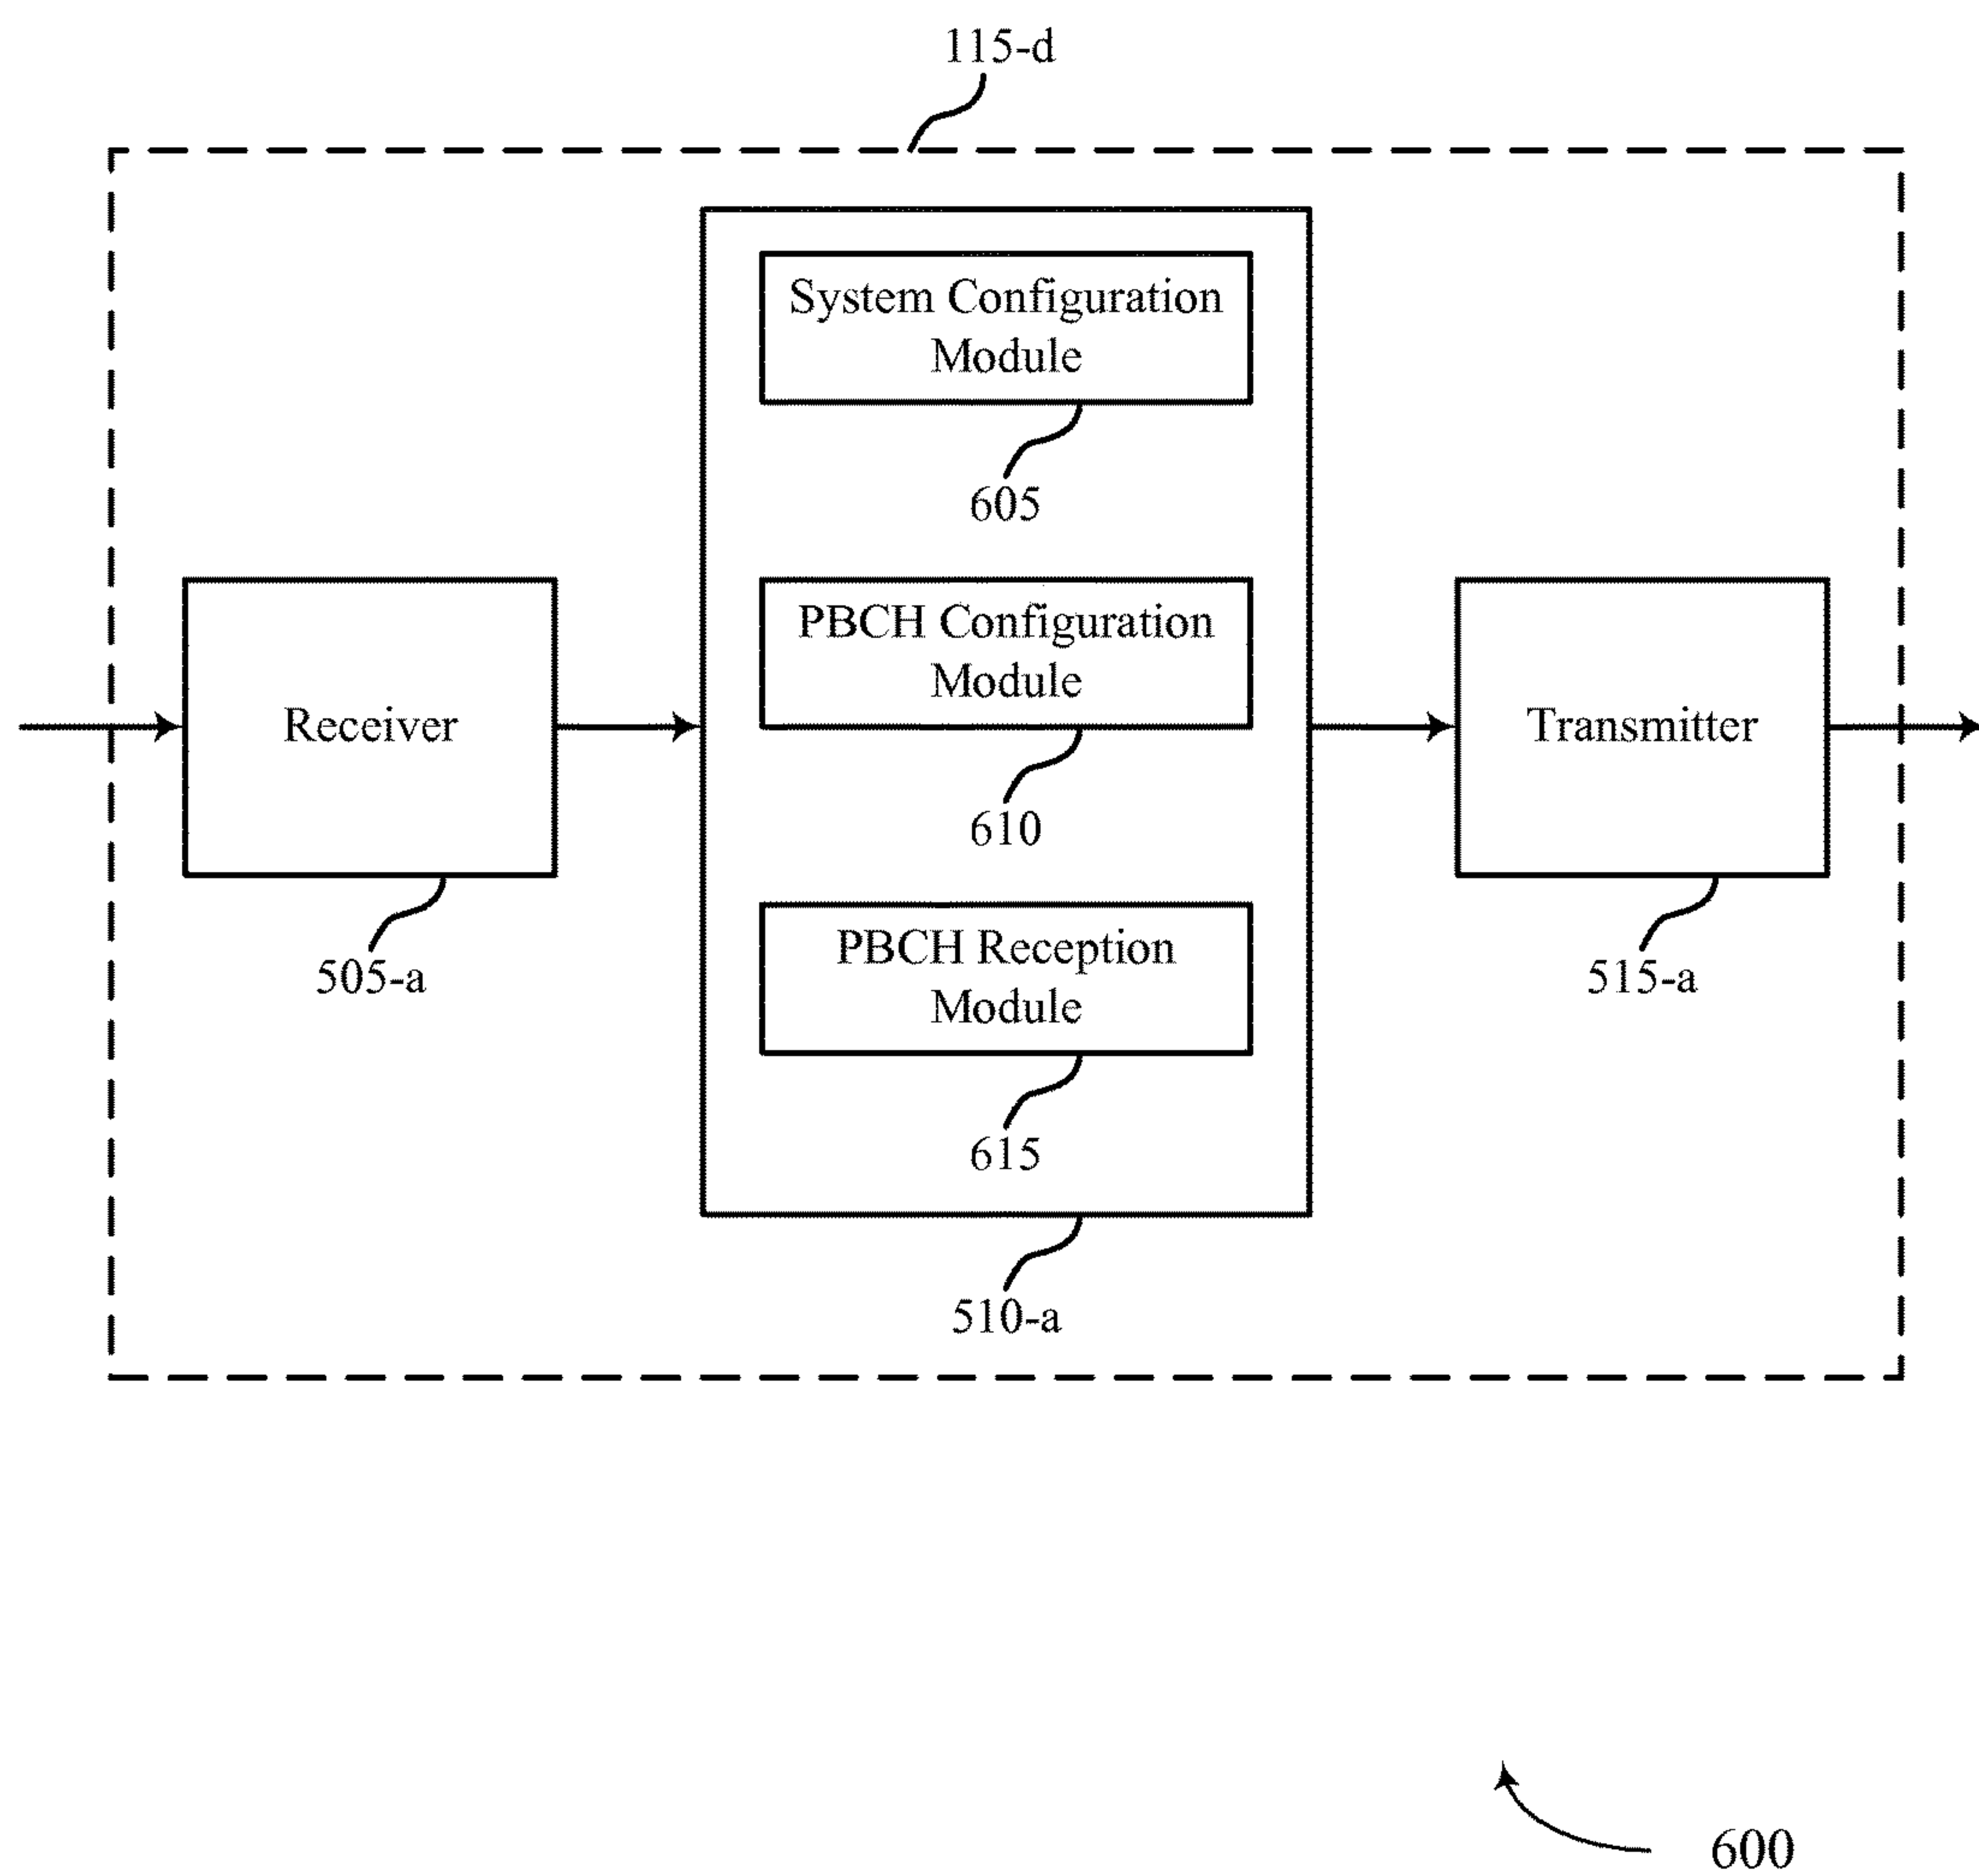 115-d
System Configuration
Module
605
PBCH Configuration
Module
610
Receiver
505-a
Transmitter
515-a
PBCH Reception
Module
615
510-a
600